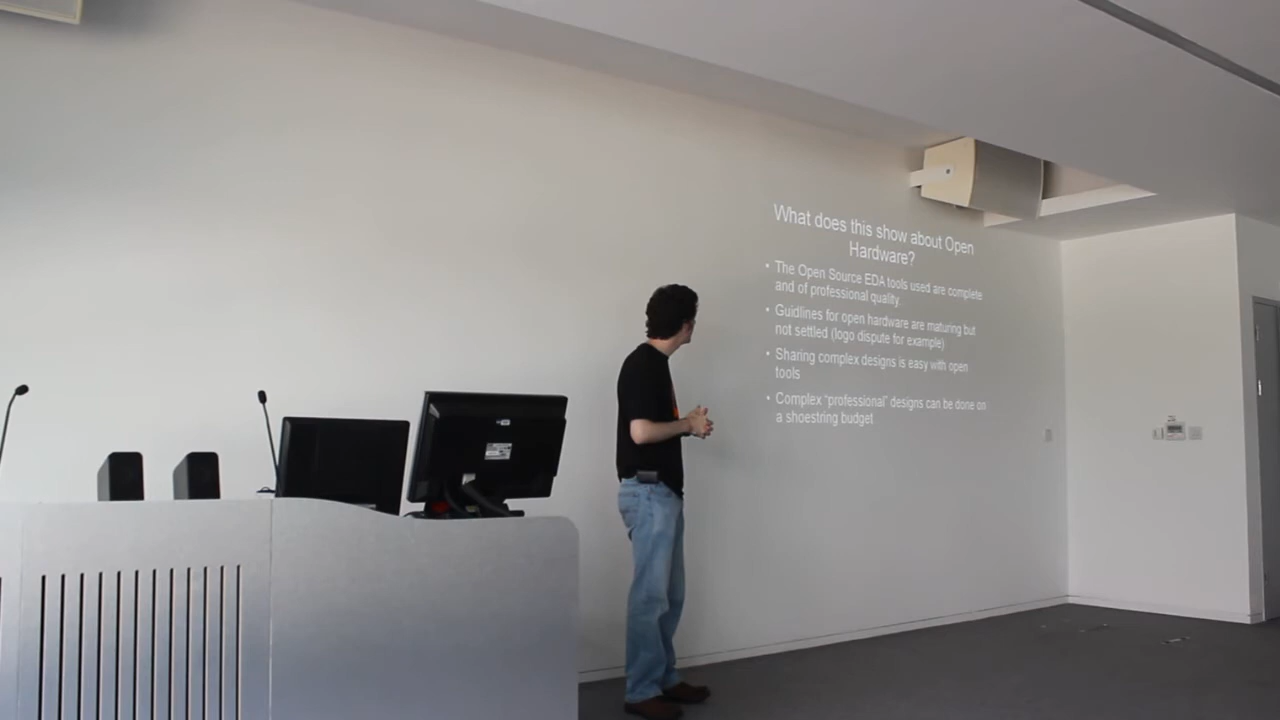 What does this show about Open
Hardware?
• The Open Source EDA tools used are complete
and of professional quality.
• Guidlines for open hardware are maturing but
not settled (logo dispute for example)
• Sharing complex designs is easy with open
tools
• Complex “professional” designs can be done on
a shoestring budget